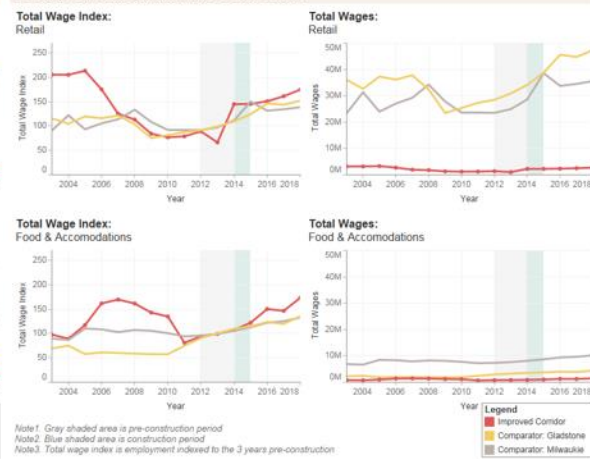 Total Wage Index:
Retail
Total Wage Index
250
200
150
100
50
0
2004 2006 2008 2010 2012 2014 2016 2018
Year
Total Wages:
Retail
Total Wages
50M
40M
30M
20M
10M
0M
2004 2006 2008 2010 2012 2014 2016 2018
Year
Total Wage Index:
Food & Accomodations
Total Wage Index
250
200
150
100
50
0
2004 2006 2008 2010 2012 2014 2016 2018
Year
Total Wages:
Food & Accomodations
Total Wages
50M
40M
30M
20M
10M
0M
2004 2006 2008 2010 2012 2014 2016 2018
Year
Note1. Gray shaded area is pre-construction period
Note2. Blue shaded area is construction period
Note3. Total wage index is employment indexed to the 3 years pre-construction
Legend
Improved Corridor
Comparator: Gladstone
Comparator: Milwaukie